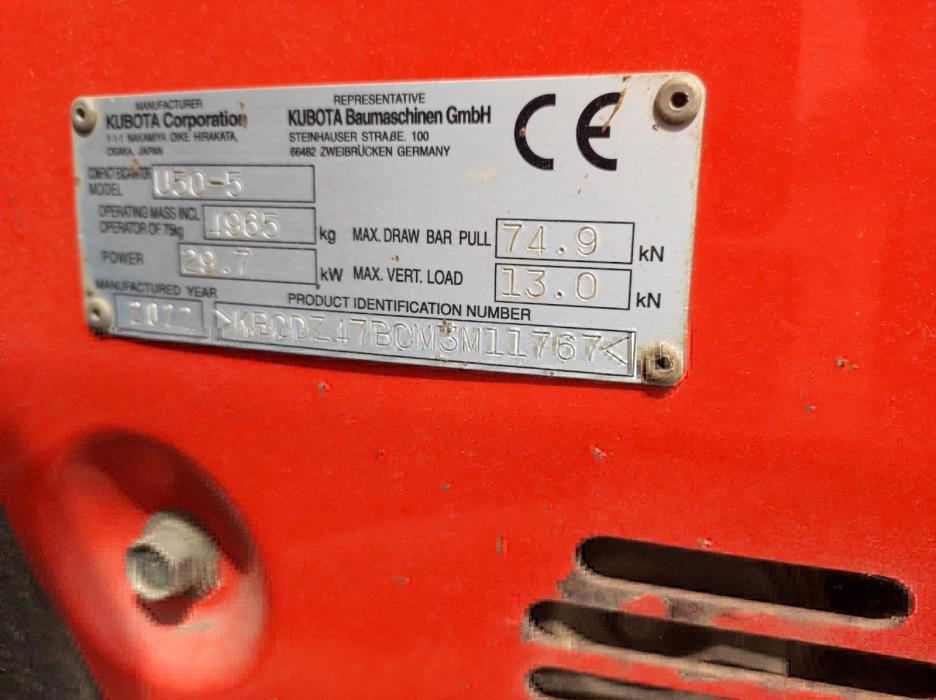 MANUFACTURER
KUBOTA Corporation
1-1-1 NAKAMIYA OIKE HIRAKATA,
OSAKA, JAPAN
REPRESENTATIVE
KUBOTA Baumaschinen GmbH
STEINHAUSER STRAßE. 100
66482 ZWEIBRÜCKEN GERMANY
CE
COMPACT EXCAVATOR
MODEL U50-5
OPERATING MASS INCL
OPERATOR OF 75kg 4965 kg
POWER 29.7 kW
MAX. DRAW BAR PULL 74.9 kN
MAX. VERT. LOAD 13.0 kN
MANUFACTURED YEAR
PRODUCT IDENTIFICATION NUMBER
>KBCDZ47BCM3M11767<